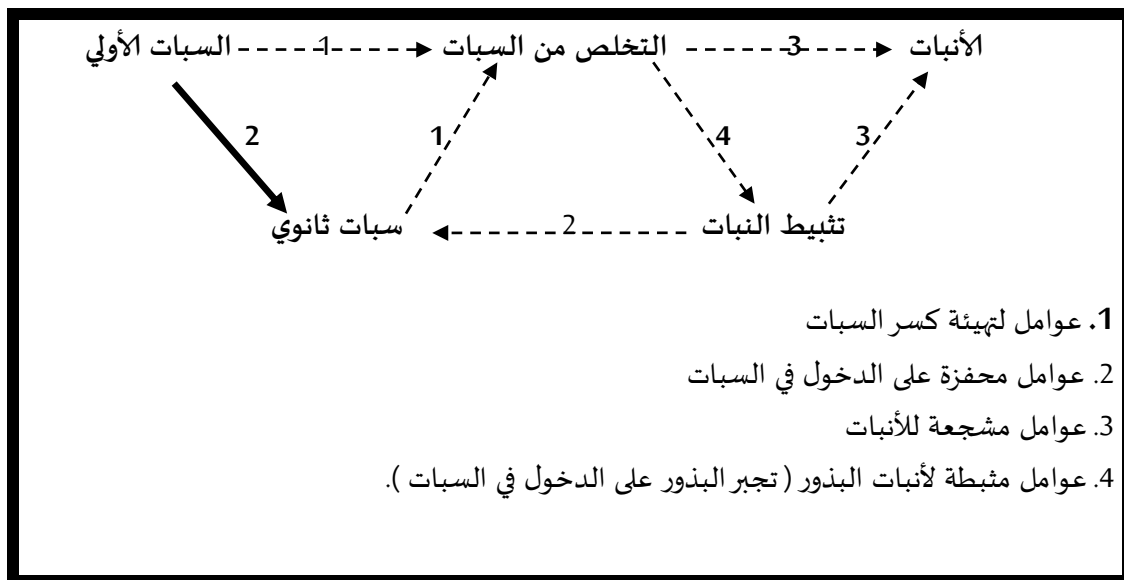 السبات الأولي 1 التخلص من السبات 3 الأنبات
2 1 4 3
سبات ثانوي 2 تثبيط النبات
1. عوامل لتهيئة كسر السبات
2. عوامل محفزة على الدخول في السبات
3. عوامل مشجعة للأنبات
4. عوامل مثبطة لأنبات البذور ( تجبر البذور على الدخول في السبات ).